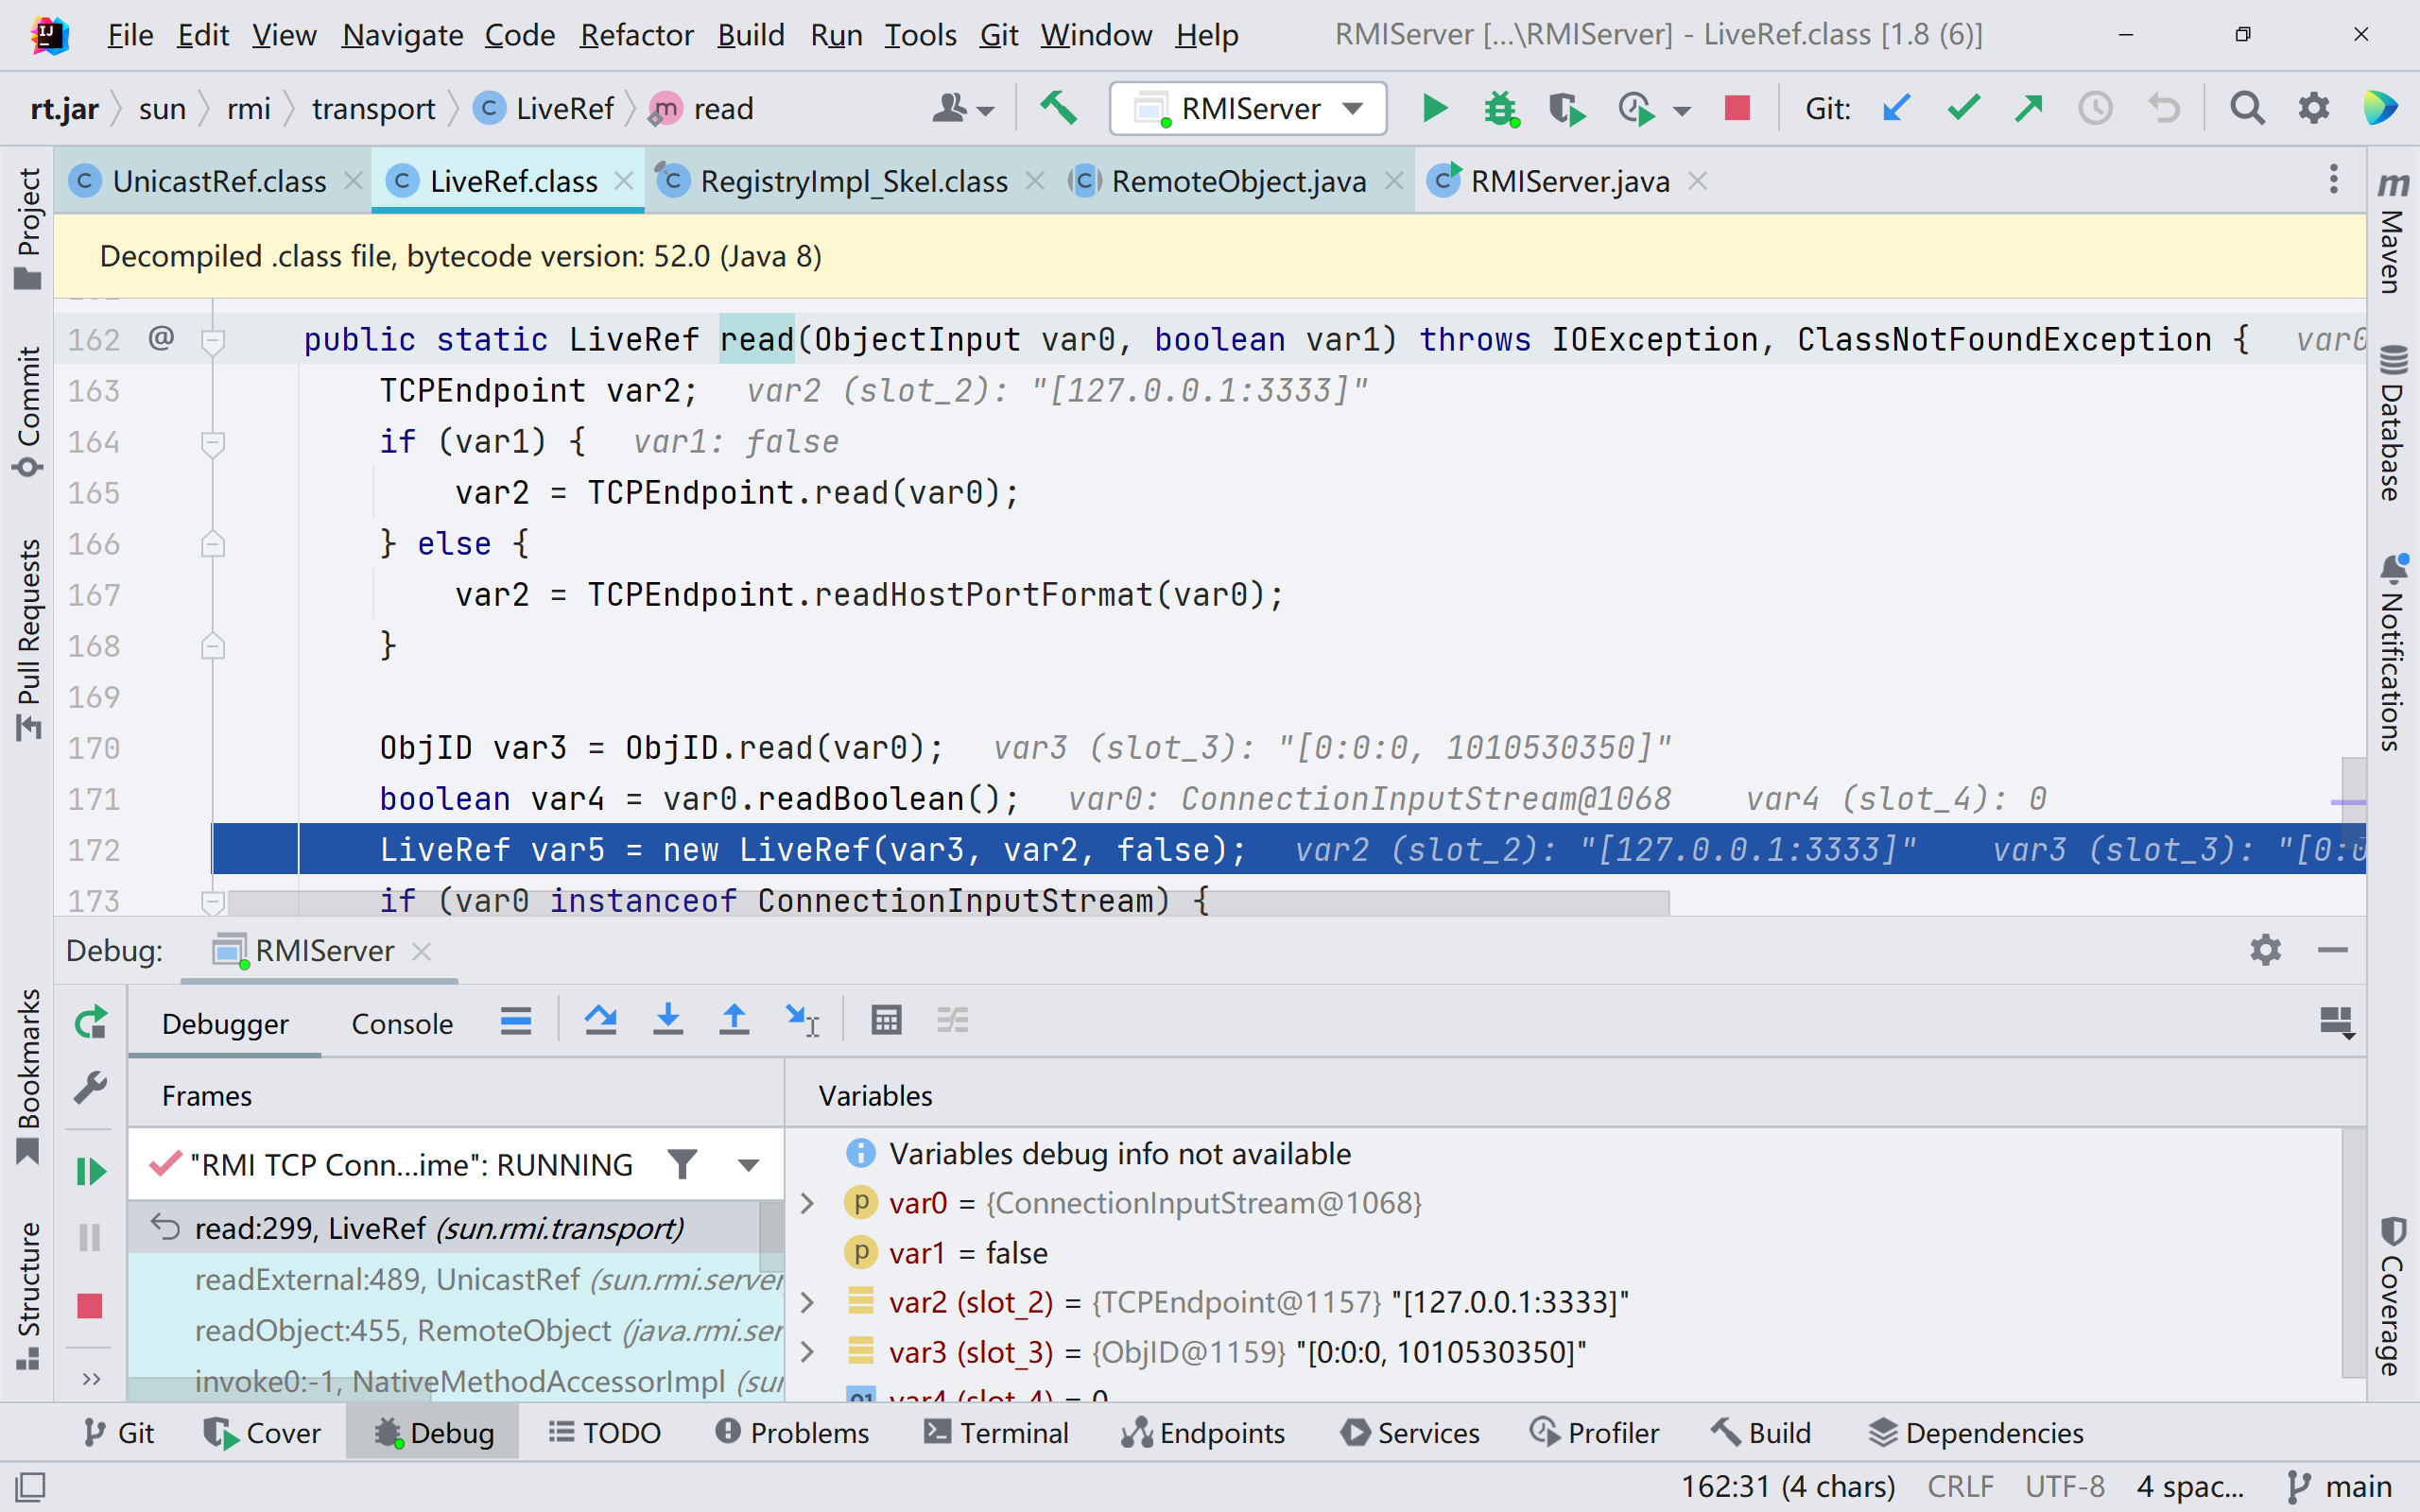 File Edit View Navigate Code Refactor Build Run Tools Git Window Help RMIServer [...\RMIServer] - LiveRef.class [1.8 (6)]
rt.jar sun rmi transport LiveRef read RMIServer Git:
UnicastRef.class LiveRef.class RegistryImpl_Skel.class RemoteObject.java RMIServer.java
Decompiled .class file, bytecode version: 52.0 (Java 8)
162 @ public static LiveRef read(ObjectInput var0, boolean var1) throws IOException, ClassNotFoundException { var0
163 TCPEndpoint var2; var2 (slot_2): "[127.0.0.1:3333]"
164 if (var1) { var1: false
165 var2 = TCPEndpoint.read(var0);
166 } else {
167 var2 = TCPEndpoint.readHostPortFormat(var0);
168 }
169
170 ObjID var3 = ObjID.read(var0); var3 (slot_3): "[0:0:0, 1010530350]"
171 boolean var4 = var0.readBoolean(); var0: ConnectionInputStream@1068 var4 (slot_4): 0
172 LiveRef var5 = new LiveRef(var3, var2, false); var2 (slot_2): "[127.0.0.1:3333]" var3 (slot_3): "[0:0
173 if (var0 instanceof ConnectionInputStream) {
Project
Commit
Pull Requests
Bookmarks
Structure
Maven
Database
Notifications
Coverage
Debug: RMIServer
Debugger Console
Frames Variables
"RMI TCP Conn...ime": RUNNING
read:299, LiveRef (sun.rmi.transport)
readExternal:489, UnicastRef (sun.rmi.server
readObject:455, RemoteObject (java.rmi.ser
invoke0:-1, NativeMethodAccessorImpl (sun
Variables debug info not available
var0 = {ConnectionInputStream@1068}
var1 = false
var2 (slot_2) = {TCPEndpoint@1157} "[127.0.0.1:3333]"
var3 (slot_3) = {ObjID@1159} "[0:0:0, 1010530350]"
var4 (slot_4) = 0
Git Cover Debug TODO Problems Terminal Endpoints Services Profiler Build Dependencies
162:31 (4 chars) CRLF UTF-8 4 spac... main